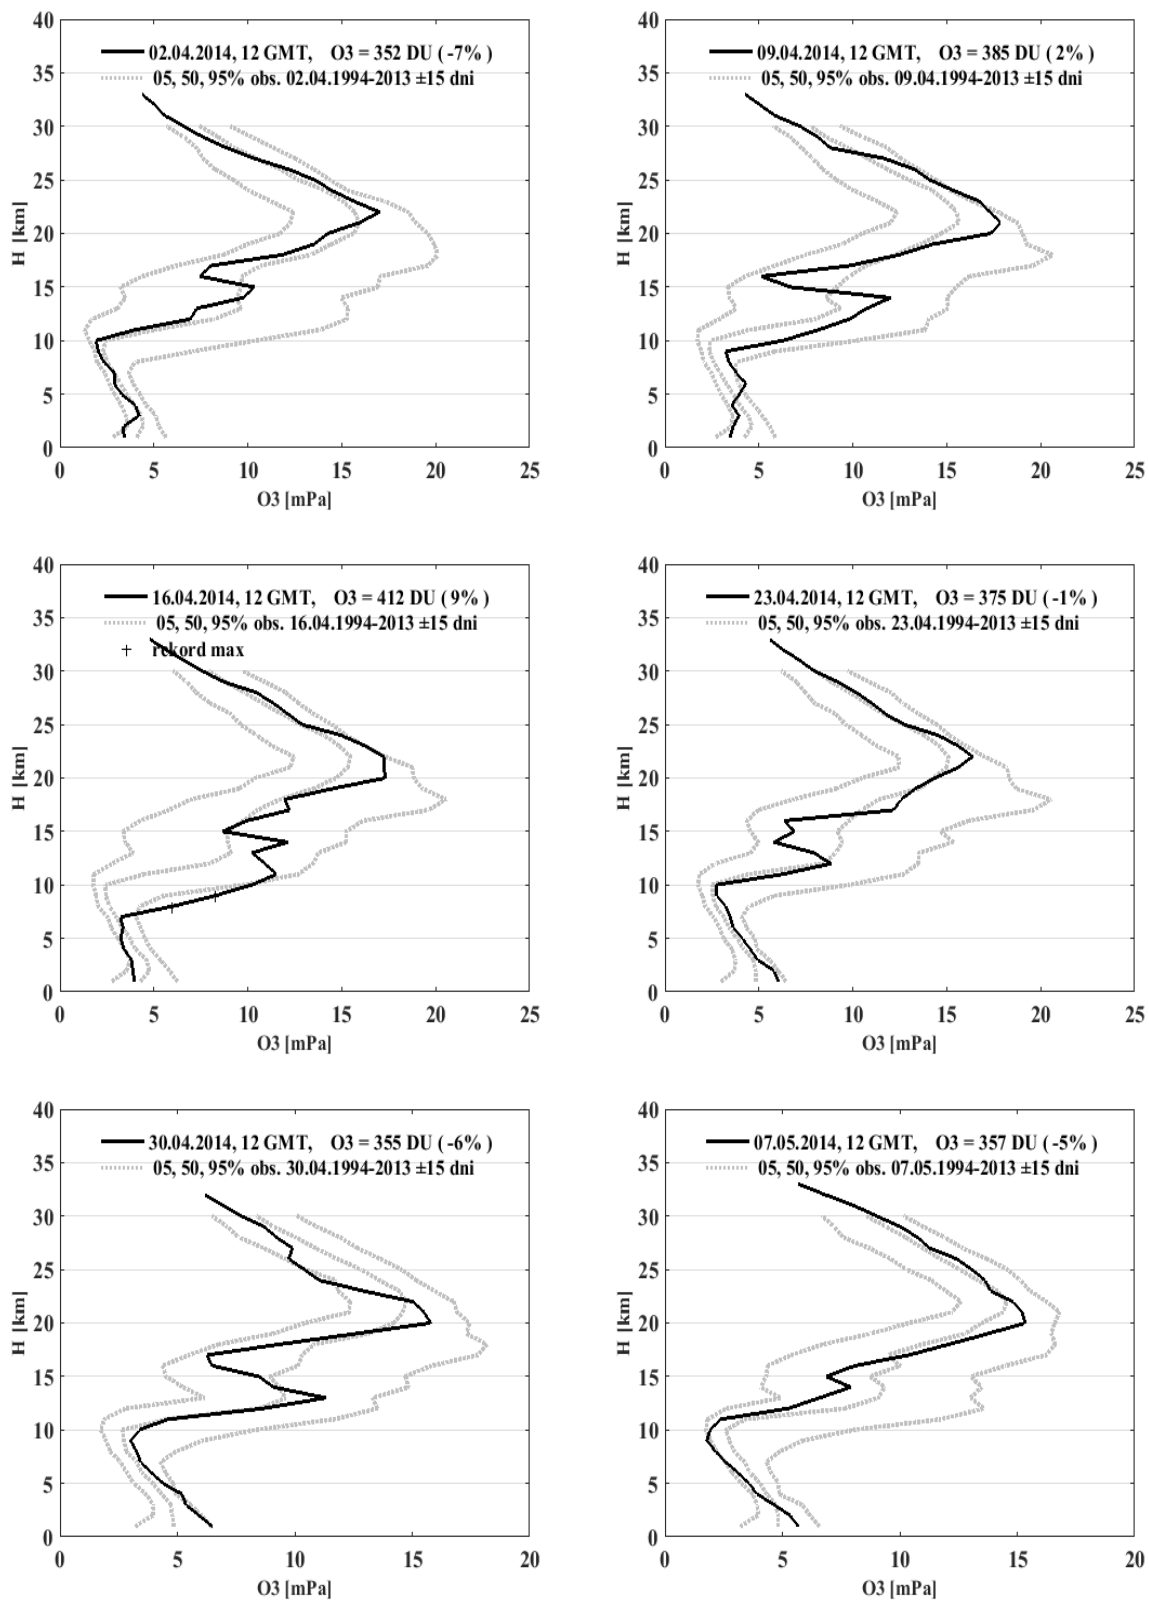 40
35
30
25
20
15
10
5
0
H [km]
02.04.2014, 12 GMT, O3 = 352 DU ( -7% )
05, 50, 95% obs. 02.04.1994-2013 ±15 dni
0 5 10 15 20 25
O3 [mPa]
40
35
30
25
20
15
10
5
0
H [km]
09.04.2014, 12 GMT, O3 = 385 DU ( 2% )
05, 50, 95% obs. 09.04.1994-2013 ±15 dni
0 5 10 15 20 25
O3 [mPa]
40
35
30
25
20
15
10
5
0
H [km]
16.04.2014, 12 GMT, O3 = 412 DU ( 9% )
05, 50, 95% obs. 16.04.1994-2013 ±15 dni
rekord max
0 5 10 15 20 25
O3 [mPa]
40
35
30
25
20
15
10
5
0
H [km]
23.04.2014, 12 GMT, O3 = 375 DU ( -1% )
05, 50, 95% obs. 23.04.1994-2013 ±15 dni
0 5 10 15 20 25
O3 [mPa]
40
35
30
25
20
15
10
5
0
H [km]
30.04.2014, 12 GMT, O3 = 355 DU ( -6% )
05, 50, 95% obs. 30.04.1994-2013 ±15 dni
0 5 10 15 20
O3 [mPa]
40
35
30
25
20
15
10
5
0
H [km]
07.05.2014, 12 GMT, O3 = 357 DU ( -5% )
05, 50, 95% obs. 07.05.1994-2013 ±15 dni
0 5 10 15 20
O3 [mPa]